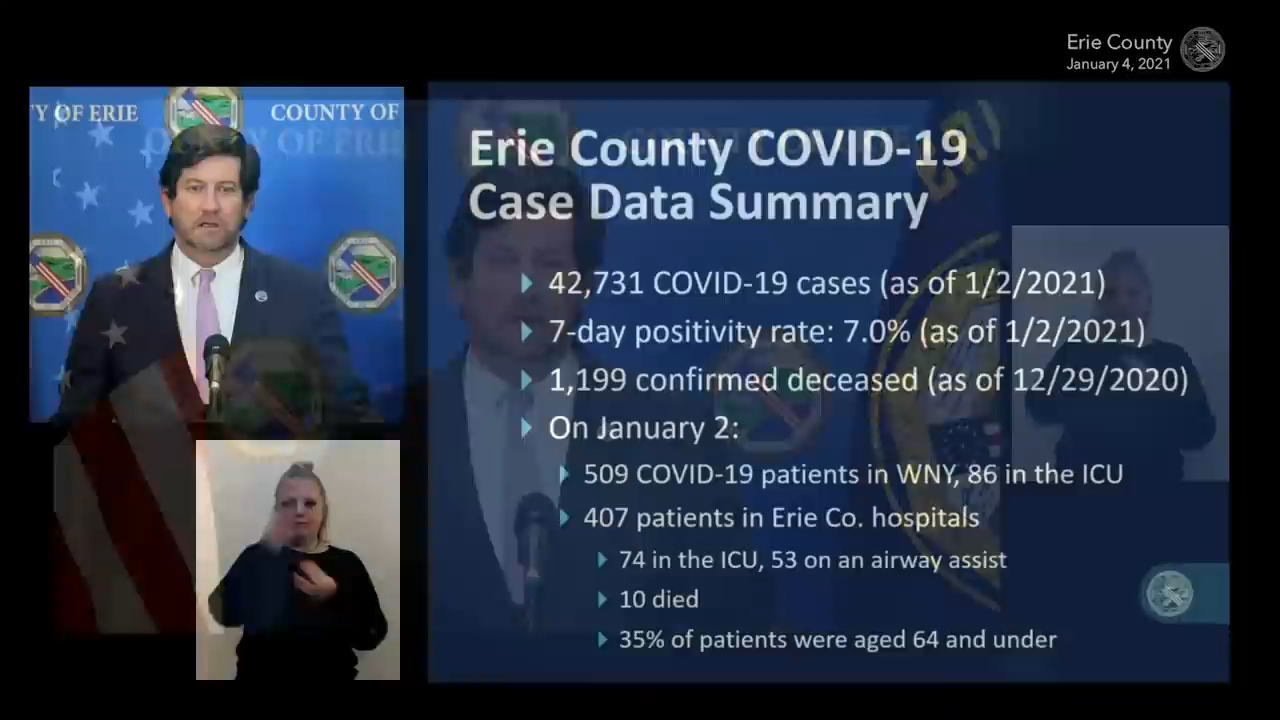 Erie County
January 4, 2021
Y OF ERIE
COUNTY OF
Erie County COVID-19
Case Data Summary
42,731 COVID-19 cases (as of 1/2/2021)
7-day positivity rate: 7.0% (as of 1/2/2021)
1,199 confirmed deceased (as of 12/29/2020)
On January 2:
509 COVID-19 patients in WNY, 86 in the ICU
407 patients in Erie Co. hospitals
74 in the ICU, 53 on an airway assist
10 died
35% of patients were aged 64 and under